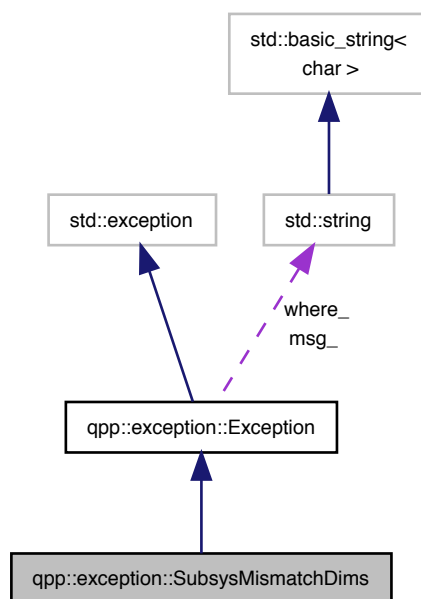 std::basic_string<
char >
std::exception
std::string
where_
msg_
qpp::exception::Exception
qpp::exception::SubsysMismatchDims